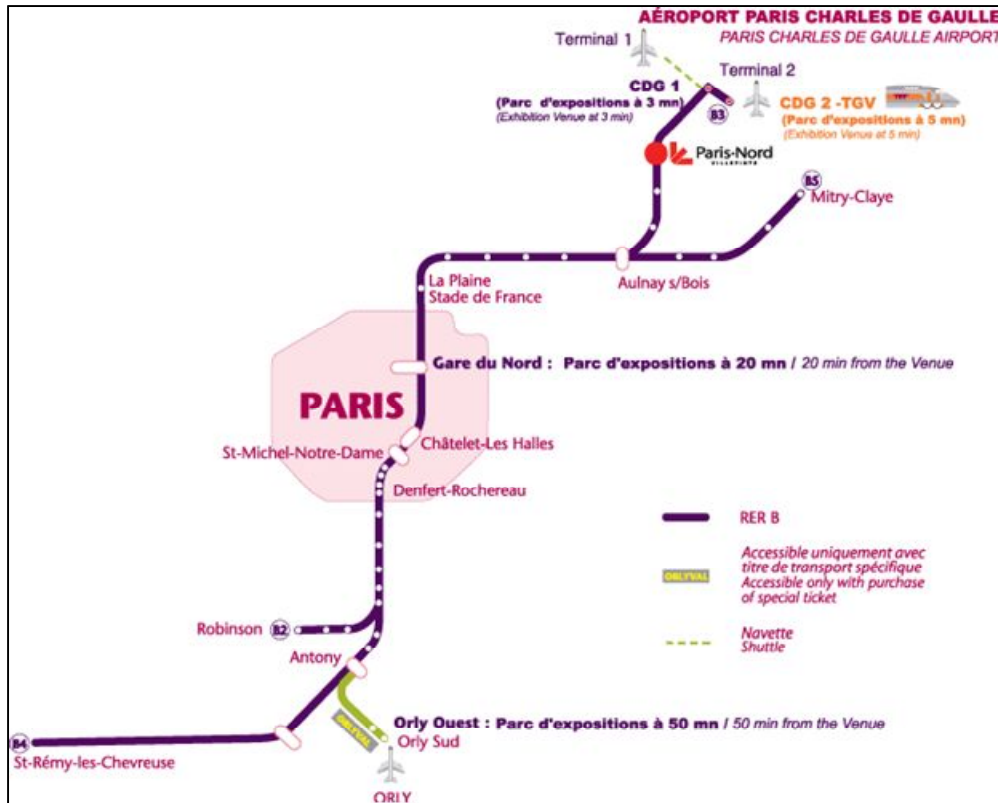 AÉROPORT PARIS CHARLES DE GAULLE
PARIS CHARLES DE GAULLE AIRPORT
Terminal 1
Terminal 2
CDG 1
(Parc d'expositions à 3 mn)
(Exhibition Venue at 3 min)
B3
CDG 2 -TGV
(Parc d'expositions à 5 mn)
(Exhibition Venue at 5 min)
Paris-Nord
VILLEPINTE
B5
Mitry-Claye
Aulnay s/Bois
La Plaine
Stade de France
Gare du Nord : Parc d'expositions à 20 mn / 20 min from the Venue
PARIS
Châtelet-Les Halles
St-Michel-Notre-Dame
Denfert-Rochereau
RER B
ORLYVAL
Accessible uniquement avec
titre de transport spécifique
Accessible only with purchase
of special ticket
Navette
Shuttle
Robinson
B2
Antony
ORLYVAL
Orly Ouest : Parc d'expositions à 50 mn / 50 min from the Venue
Orly Sud
B4
St-Rémy-les-Chevreuse
ORLY